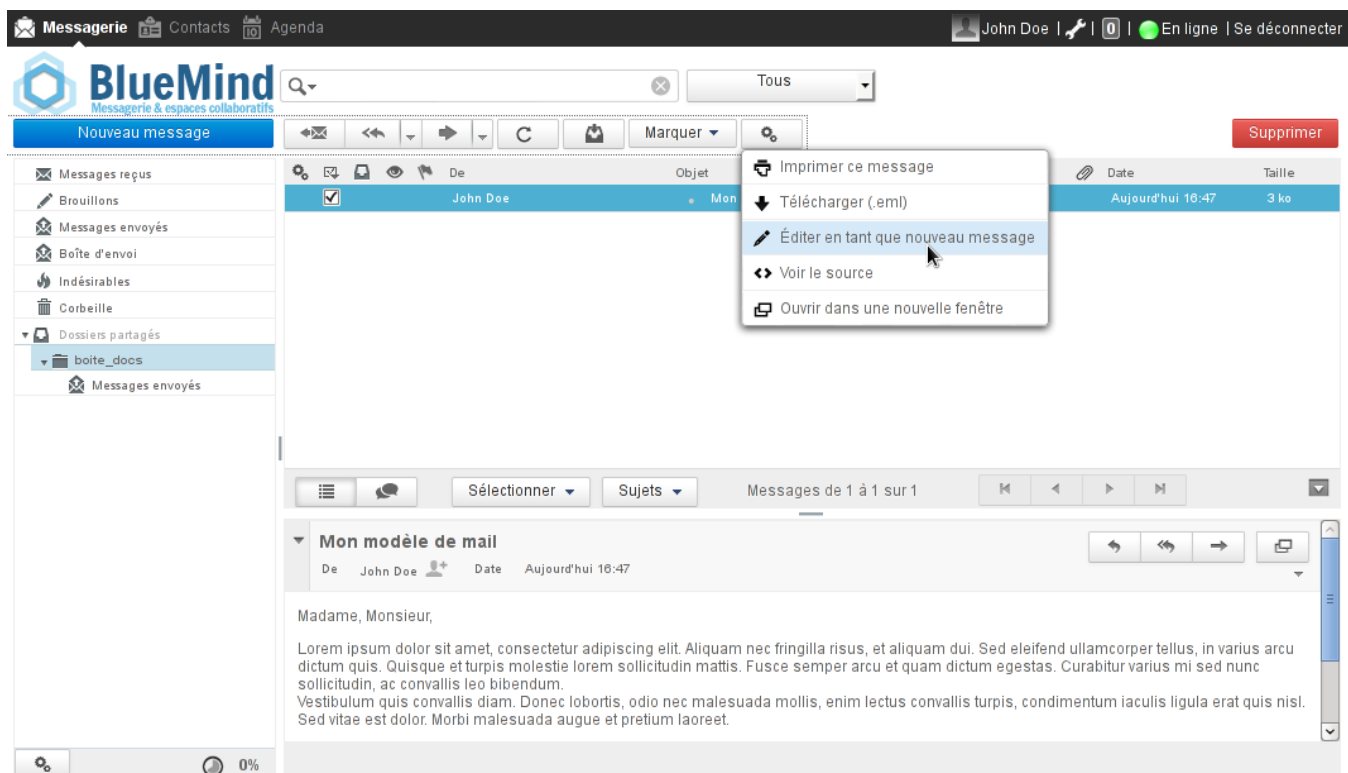 Messagerie Contacts 10 Agenda John Doe | | 0 | En ligne | Se déconnecter
BlueMind
Messagerie & espaces collaboratifs
Tous
Nouveau message Marquer Supprimer
Messages reçus
Brouillons
Messages envoyés
Boîte d'envoi
Indésirables
Corbeille
Dossiers partagés
boite_docs
Messages envoyés
0%
De Objet Date Taille
John Doe Mon Aujourd'hui 16:47 3 ko
Imprimer ce message
Télécharger (.eml)
Éditer en tant que nouveau message
Voir le source
Ouvrir dans une nouvelle fenêtre
Sélectionner Sujets Messages de 1 à 1 sur 1
Mon modèle de mail
De John Doe Date Aujourd'hui 16:47
Madame, Monsieur,
Lorem ipsum dolor sit amet, consectetur adipiscing elit. Aliquam nec fringilla risus, et aliquam dui. Sed eleifend ullamcorper tellus, in varius arcu
dictum quis. Quisque et turpis molestie lorem sollicitudin mattis. Fusce semper arcu et quam dictum egestas. Curabitur varius mi sed nunc
sollicitudin, ac convallis leo bibendum.
Vestibulum quis convallis diam. Donec lobortis, odio nec malesuada mollis, enim lectus convallis turpis, condimentum iaculis ligula erat quis nisl.
Sed vitae est dolor. Morbi malesuada augue et pretium laoreet.